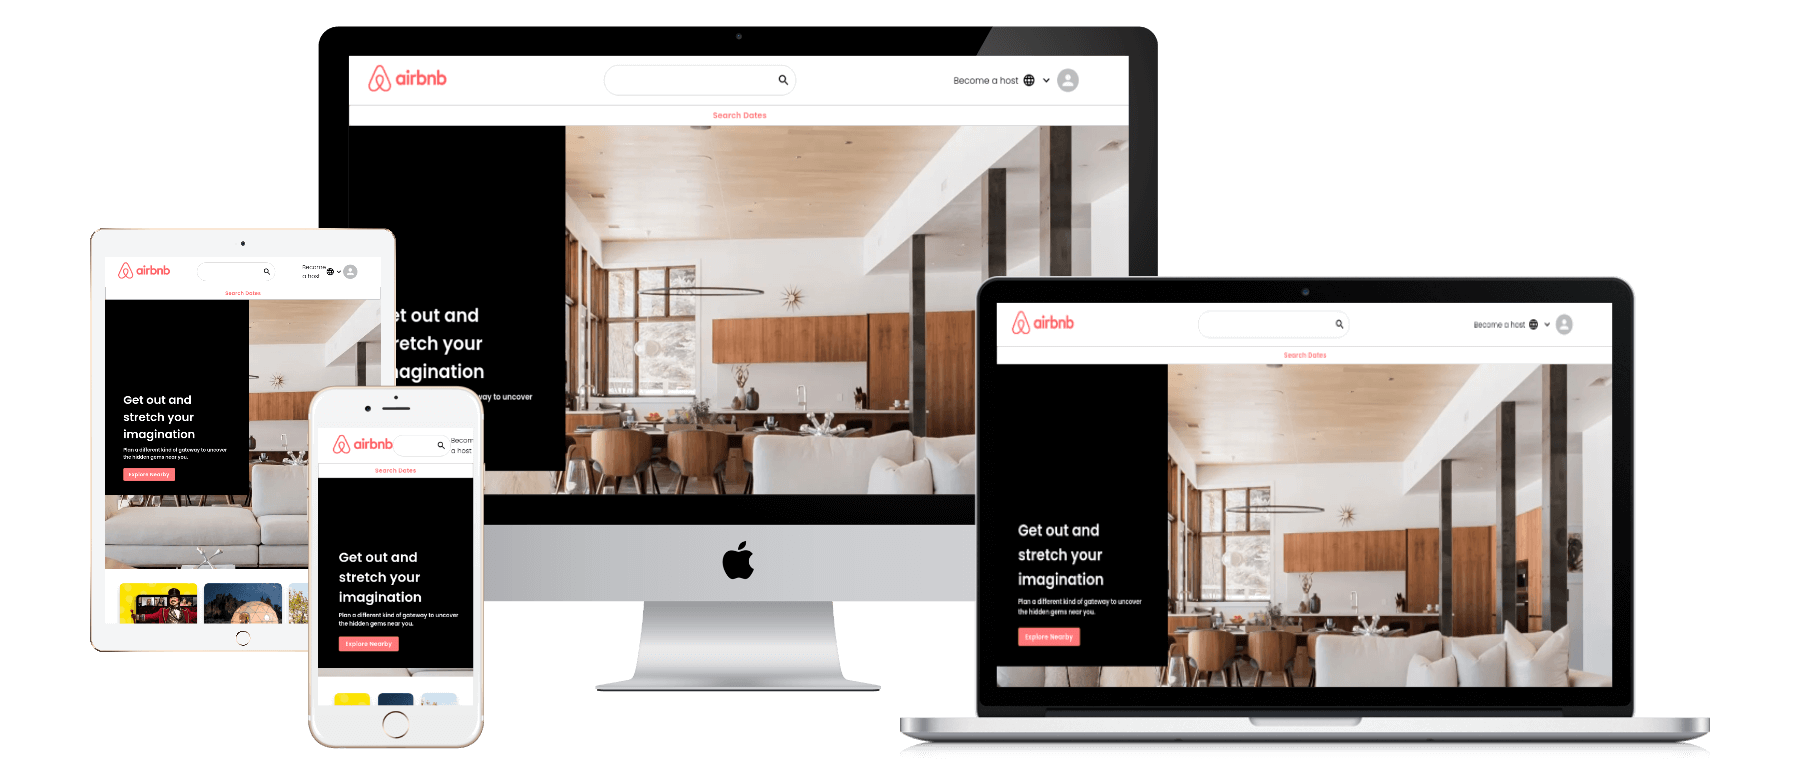 airbnb
Become a host
Search Dates
et out and
retch your
nagination
way to uncover
airbnb
Become
a host
Search Dates
Get out and
stretch your
imagination
Plan a different kind of gateway to uncover
the hidden gems near you.
Explore Nearby
airbnb
Becom
a host
Search Dates
Get out and
stretch your
imagination
Plan a different kind of gateway to uncover
the hidden gems near you.
Explore Nearby
airbnb
Become a host
Search Dates
Get out and
stretch your
imagination
Plan a different kind of gateway to uncover
the hidden gems near you.
Explore Nearby